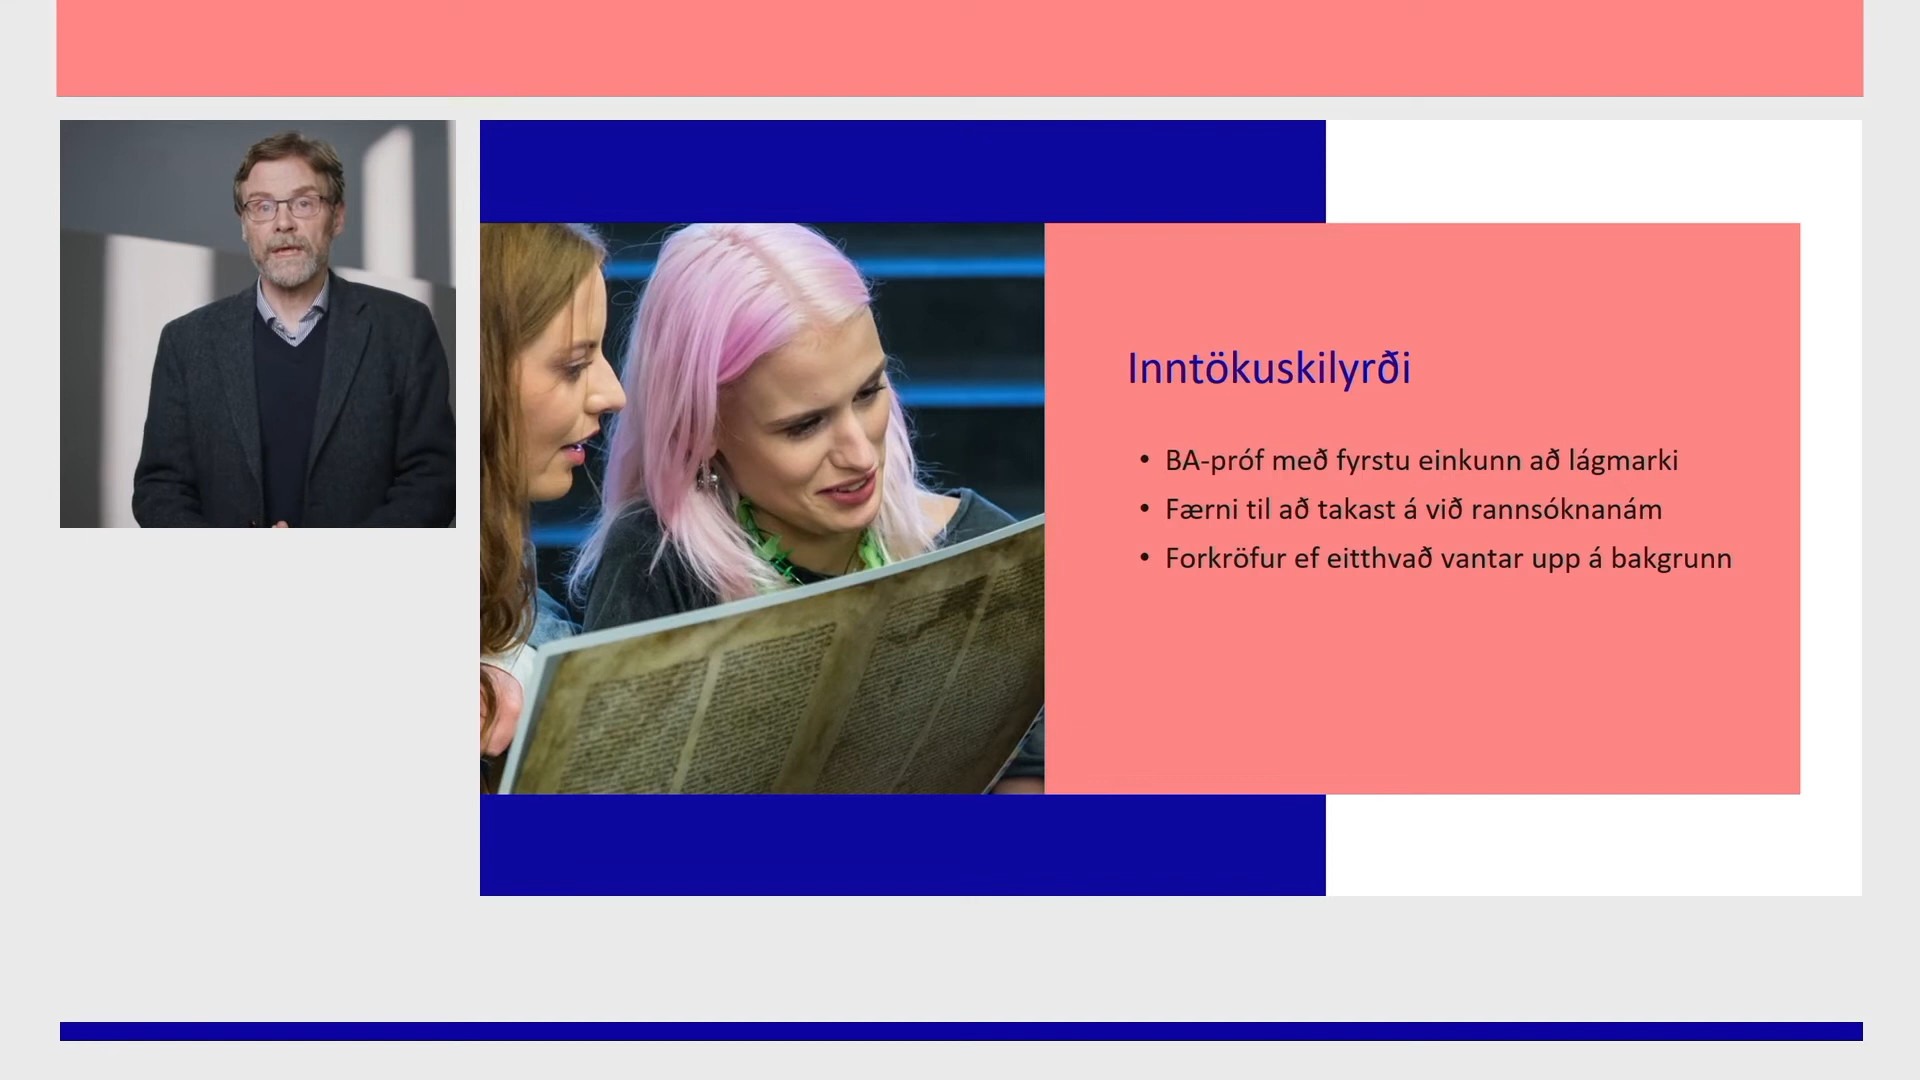 Inntökuskilyrði
• BA-próf með fyrstu einkunn að lágmarki
• Færni til að takast á við rannsóknanám
• Forkröfur ef eitthvað vantar upp á bakgrunn